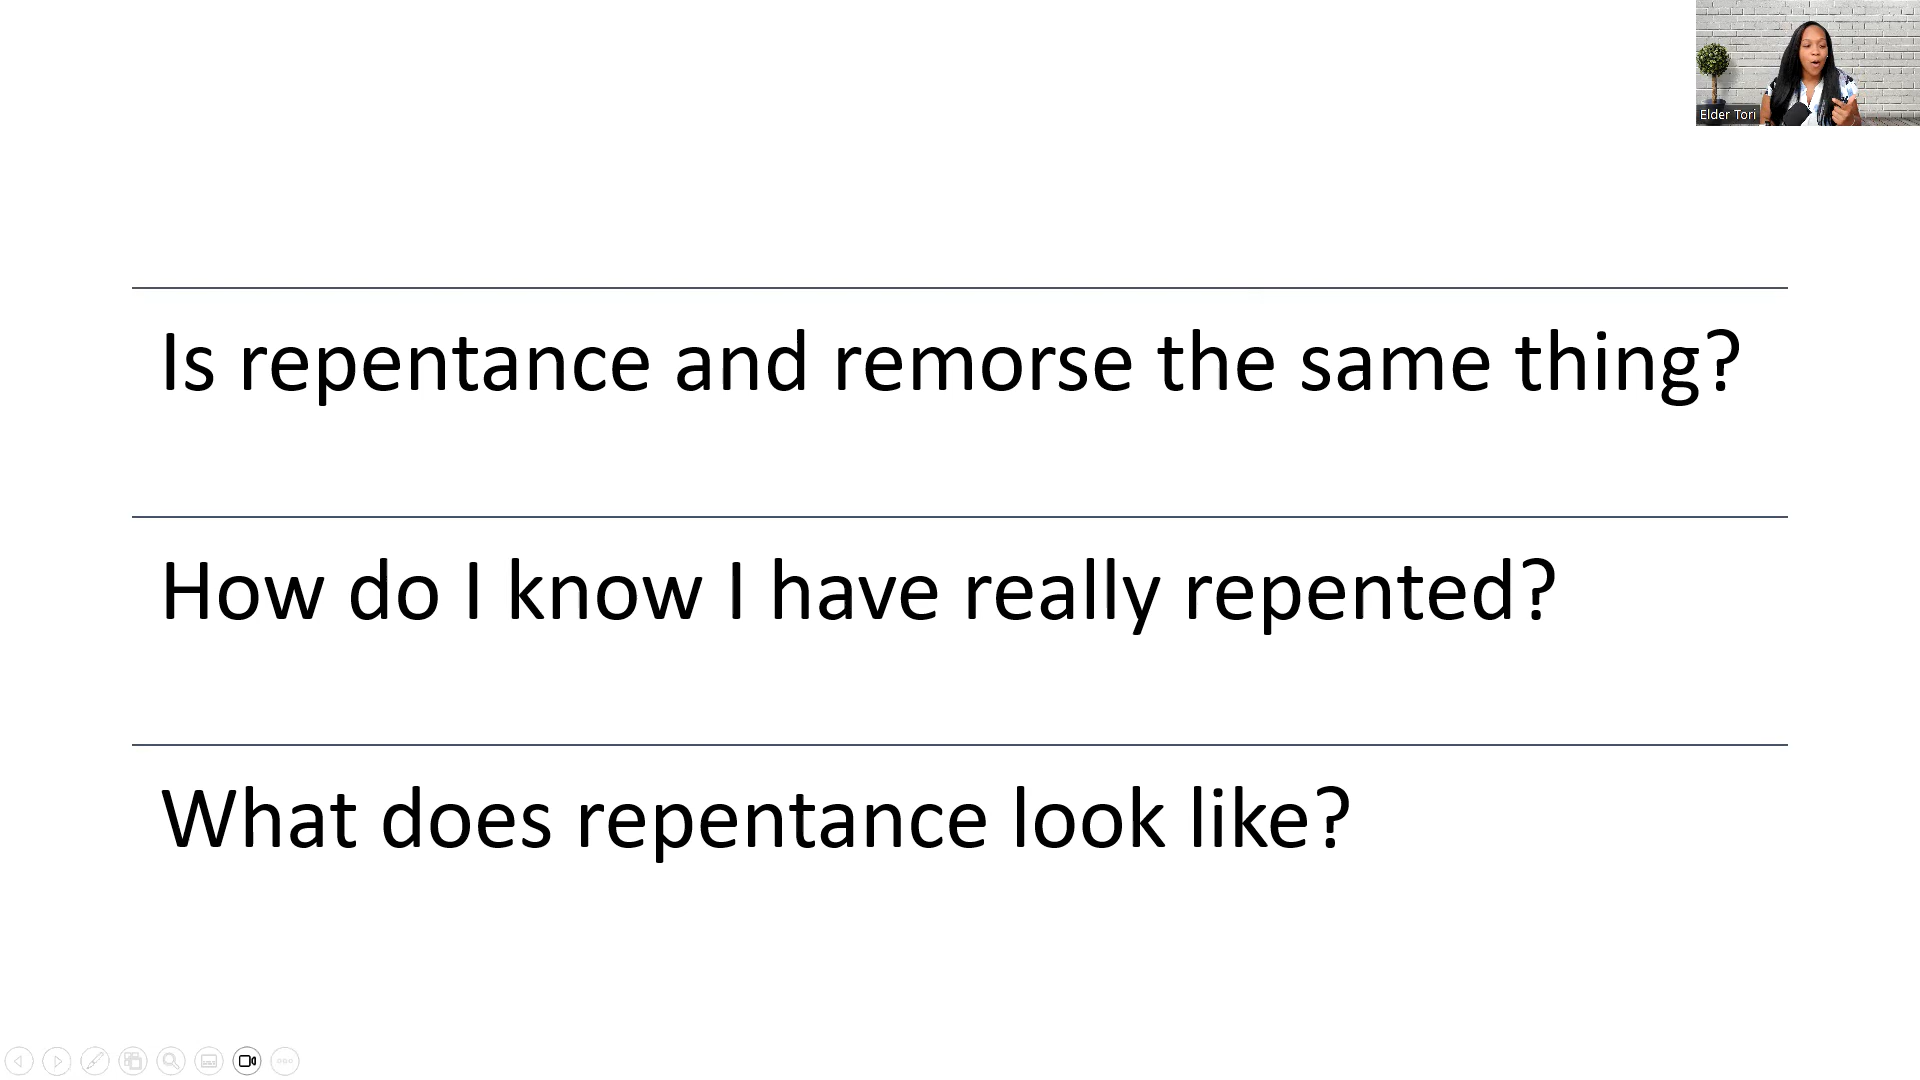 Elder Tori
Is repentance and remorse the same thing?
How do I know I have really repented?
What does repentance look like?